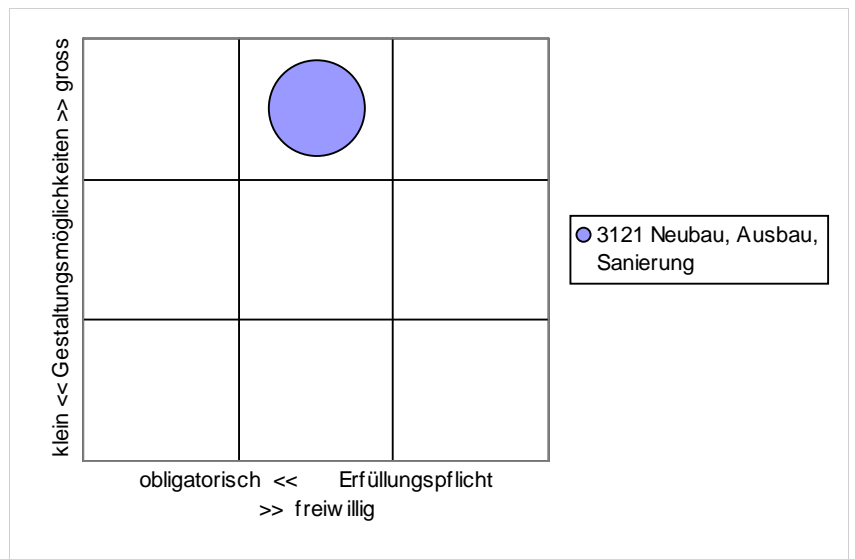 klein << Gestaltungsmöglichkeiten >> gross
3121 Neubau, Ausbau,
Sanierung
obligatorisch << Erfüllungspflicht
>> freiwillig